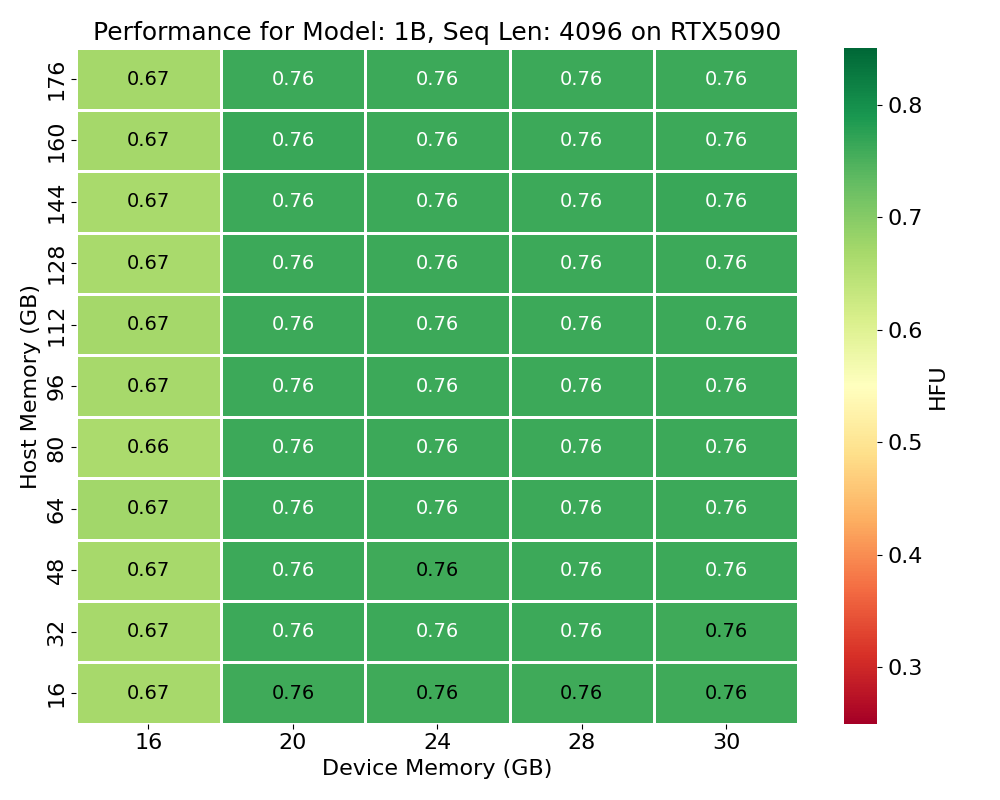 Performance for Model: 1B, Seq Len: 4096 on RTX5090
176 0.67 0.76 0.76 0.76 0.76
160 0.67 0.76 0.76 0.76 0.76
144 0.67 0.76 0.76 0.76 0.76
128 0.67 0.76 0.76 0.76 0.76
112 0.67 0.76 0.76 0.76 0.76
96 0.67 0.76 0.76 0.76 0.76
80 0.66 0.76 0.76 0.76 0.76
64 0.67 0.76 0.76 0.76 0.76
48 0.67 0.76 0.76 0.76 0.76
32 0.67 0.76 0.76 0.76 0.76
16 0.67 0.76 0.76 0.76 0.76
16 20 24 28 30
Device Memory (GB)
Host Memory (GB)
0.8
0.7
0.6
0.5
0.4
0.3
HFU